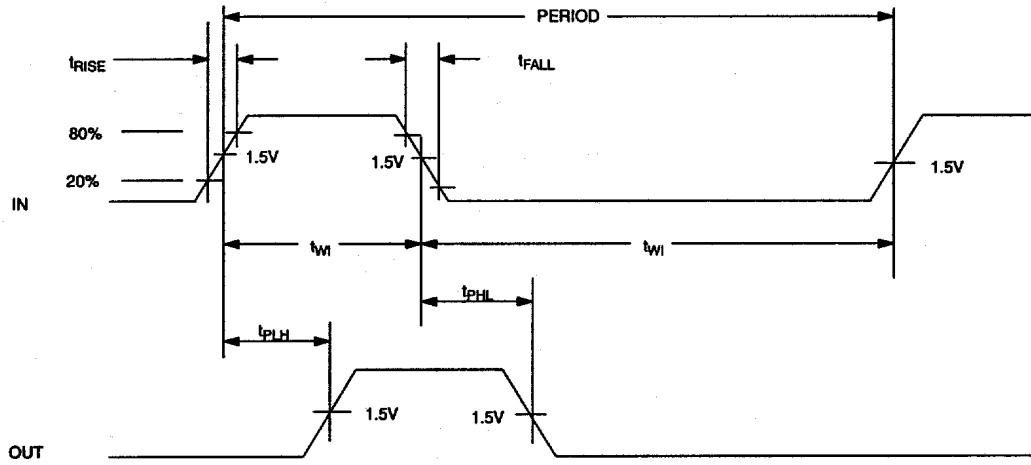 PERIOD
tRISE
tFALL
80%
1.5V
1.5V
1.5V
20%
IN
tWI
tWI
tPHL
tPLH
1.5V
1.5V
OUT